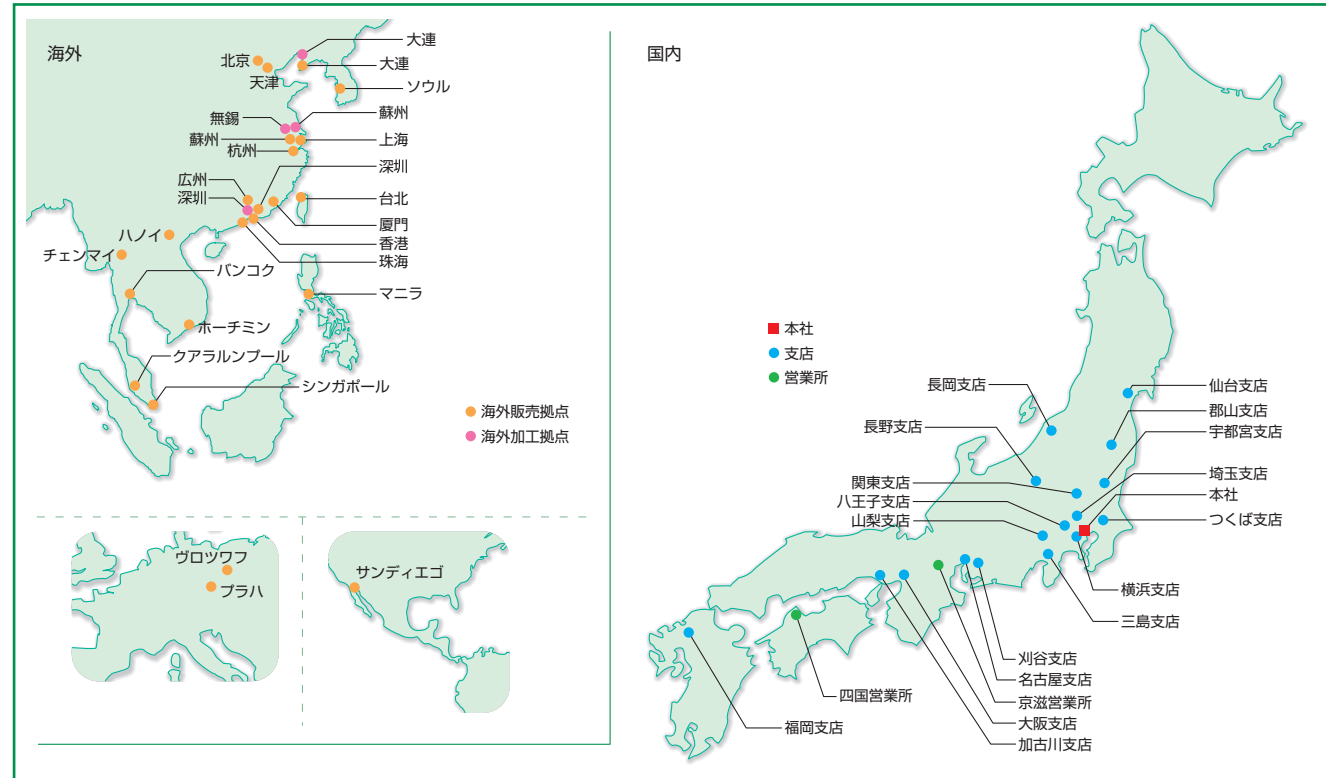 海外
大連
北京
大連
天津
ソウル
蘇州
無錫
蘇州
上海
杭州
深圳
広州
深圳
台北
厦門
ハノイ
香港
チェンマイ
珠海
バンコク
マニラ
ホーチミン
クアラルンプール
シンガポール
海外販売拠点
海外加工拠点
ヴロツワフ
プラハ
サンディエゴ
国内
本社
支店
営業所
長岡支店
仙台支店
郡山支店
長野支店
宇都宮支店
埼玉支店
関東支店
本社
八王子支店
山梨支店
つくば支店
横浜支店
三島支店
刈谷支店
名古屋支店
四国営業所
京滋営業所
大阪支店
福岡支店
加古川支店